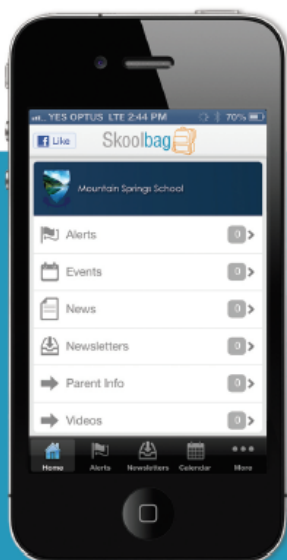 YES OPTUS LTE 2:44 PM 70%
Like Skoolbag
Mountain Springs School
Alerts 0
Events 0
News 0
Newsletters 0
Parent Info 0
Videos 0
Home Alerts Newsletters Calendar More